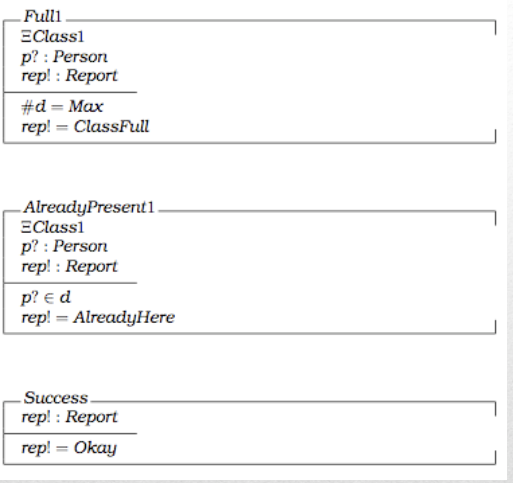 Full1
ΞClass1
p? : Person
rep! : Report
#d = Max
rep! = ClassFull
AlreadyPresent1
ΞClass1
p? : Person
rep! : Report
p? ∈ d
rep! = AlreadyHere
Success
rep! : Report
rep! = Okay